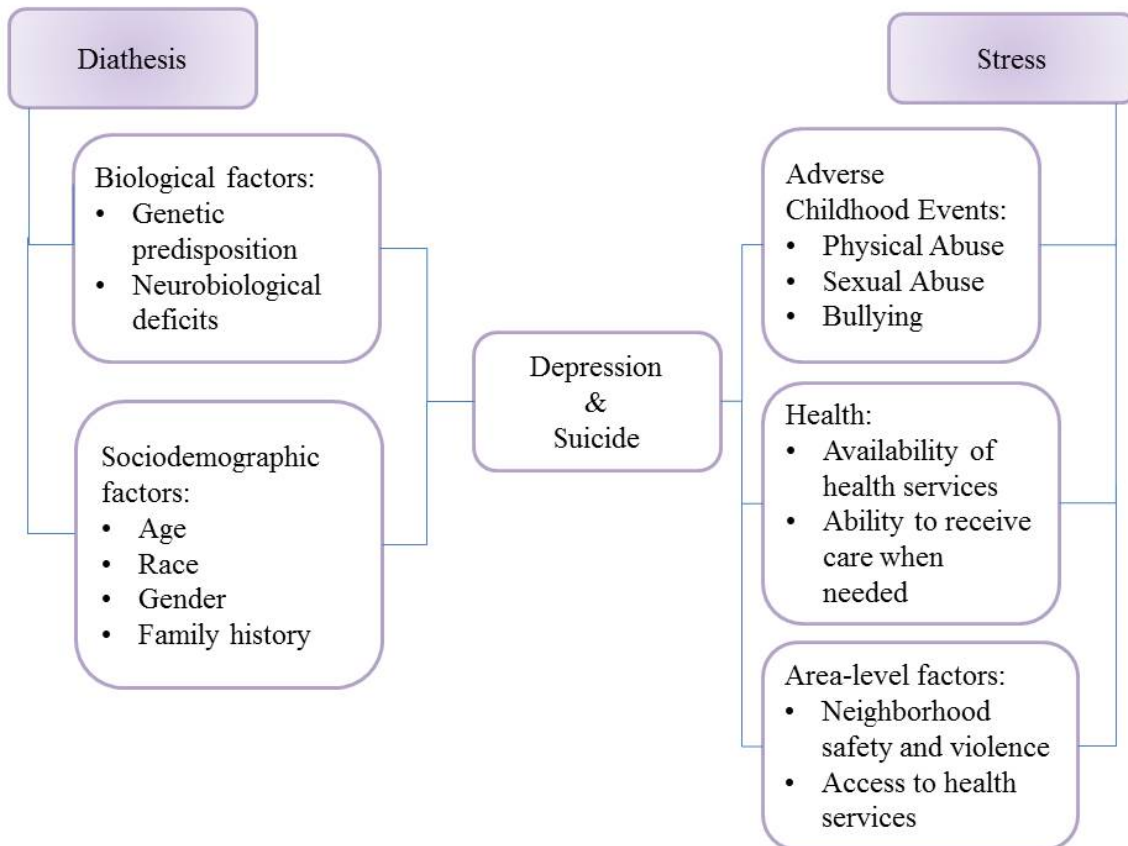 Diathesis
Stress
Biological factors:
• Genetic
predisposition
• Neurobiological
deficits
Sociodemographic
factors:
• Age
• Race
• Gender
• Family history
Depression
&
Suicide
Adverse
Childhood Events:
• Physical Abuse
• Sexual Abuse
• Bullying
Health:
• Availability of
health services
• Ability to receive
care when
needed
Area-level factors:
• Neighborhood
safety and violence
• Access to health
services